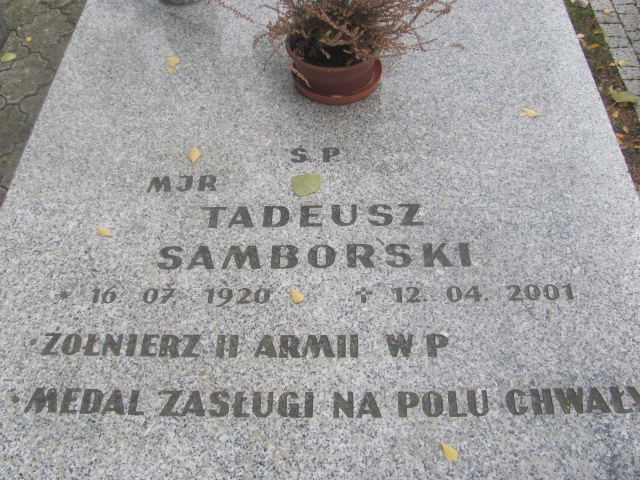 Ś P
MJR
TADEUSZ
SAMBORSKI
* 16 07 1920 † 12. 04. 2001
·ŻOŁNIERZ II ARMII WP
·MEDAL ZASŁUGI NA POLU CHWAŁY